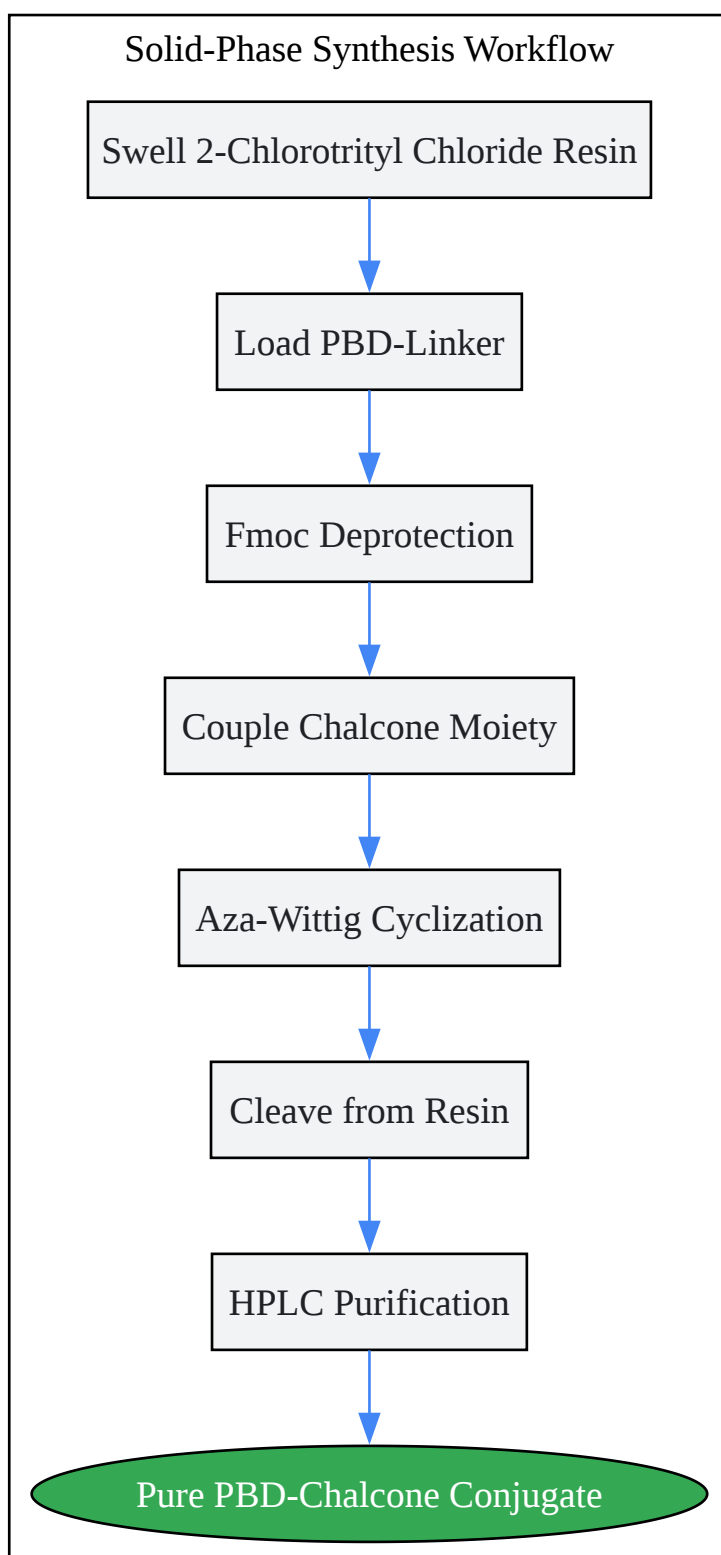 Solid-Phase Synthesis Workflow
Swell 2-Chlorotrityl Chloride Resin
Load PBD-Linker
Fmoc Deprotection
Couple Chalcone Moiety
Aza-Wittig Cyclization
Cleave from Resin
HPLC Purification
Pure PBD-Chalcone Conjugate